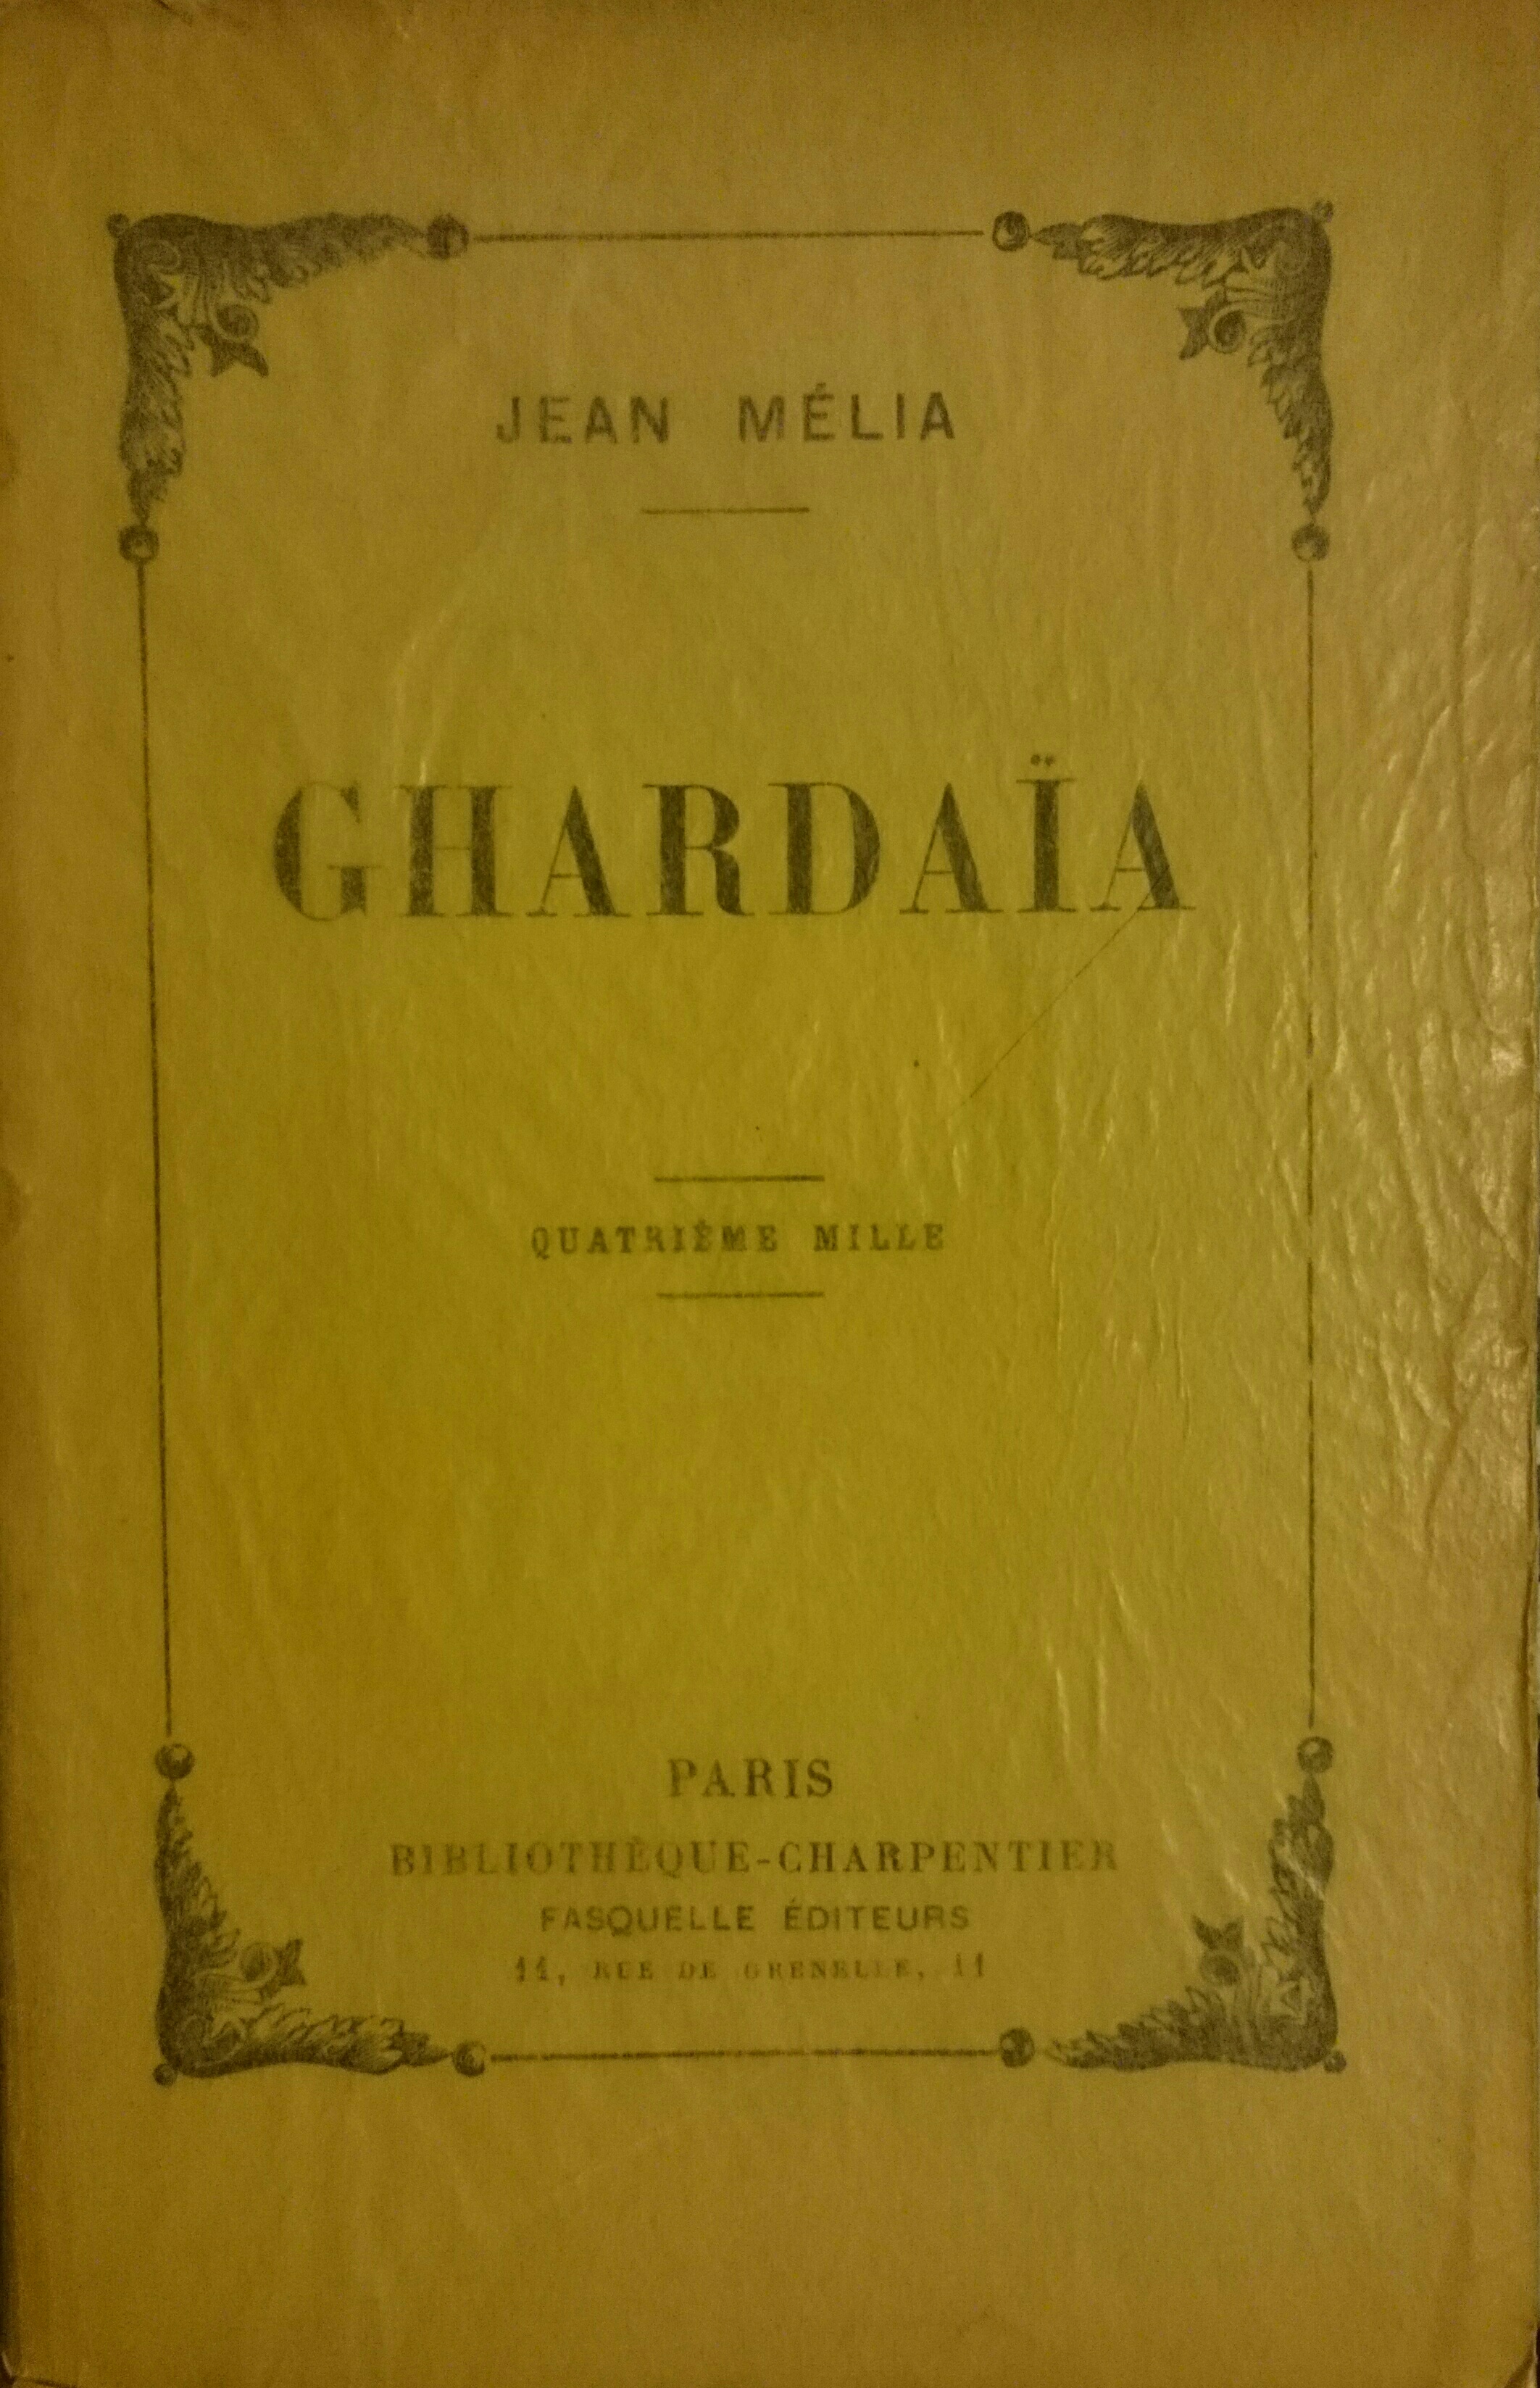 JEAN MÉLIA
GHARDAÏA
QUATRIÈME MILLE
PARIS
BIBLIOTHÈQUE-CHARPENTIER
FASQUELLE ÉDITEURS
11, RUE DE GRENELLE, 11